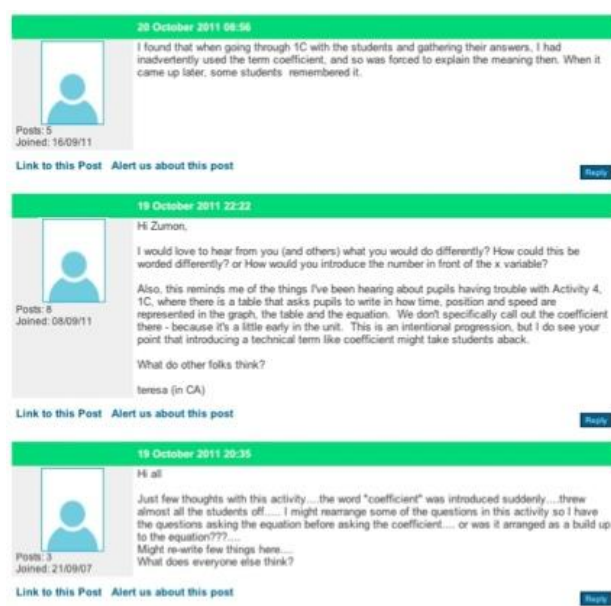 20 October 2011 08:56
I found that when going through 1C with the students and gathering their answers, I had
inadvertently used the term coefficient, and so was forced to explain the meaning then. When it
came up later, some students remembered it.
Posts: 5
Joined: 16/09/11
Link to this Post Alert us about this post
Reply
19 October 2011 22:22
Hi Zumon,
I would love to hear from you (and others) what you would do differently? How could this be
worded differently? or How would you introduce the number in front of the x variable?
Also, this reminds me of the things I've been hearing about pupils having trouble with Activity 4,
1C, where there is a table that asks pupils to write in how time, position and speed are
represented in the graph, the table and the equation. We don't specifically call out the coefficient
there - because it's a little early in the unit. This is an intentional progression, but I do see your
point that introducing a technical term like coefficient might take students aback.
What do other folks think?
teresa (in CA)
Posts: 8
Joined: 08/09/11
Link to this Post Alert us about this post
Reply
19 October 2011 20:35
Hi all
Just few thoughts with this activity....the word "coefficient" was introduced suddenly....threw
almost all the students off..... I might rearrange some of the questions in this activity so I have
the questions asking the equation before asking the coefficient.... or was it arranged as a build up
to the equation???....
Might re-write few things here....
What does everyone else think?
Posts: 3
Joined: 21/09/07
Link to this Post Alert us about this post
Reply